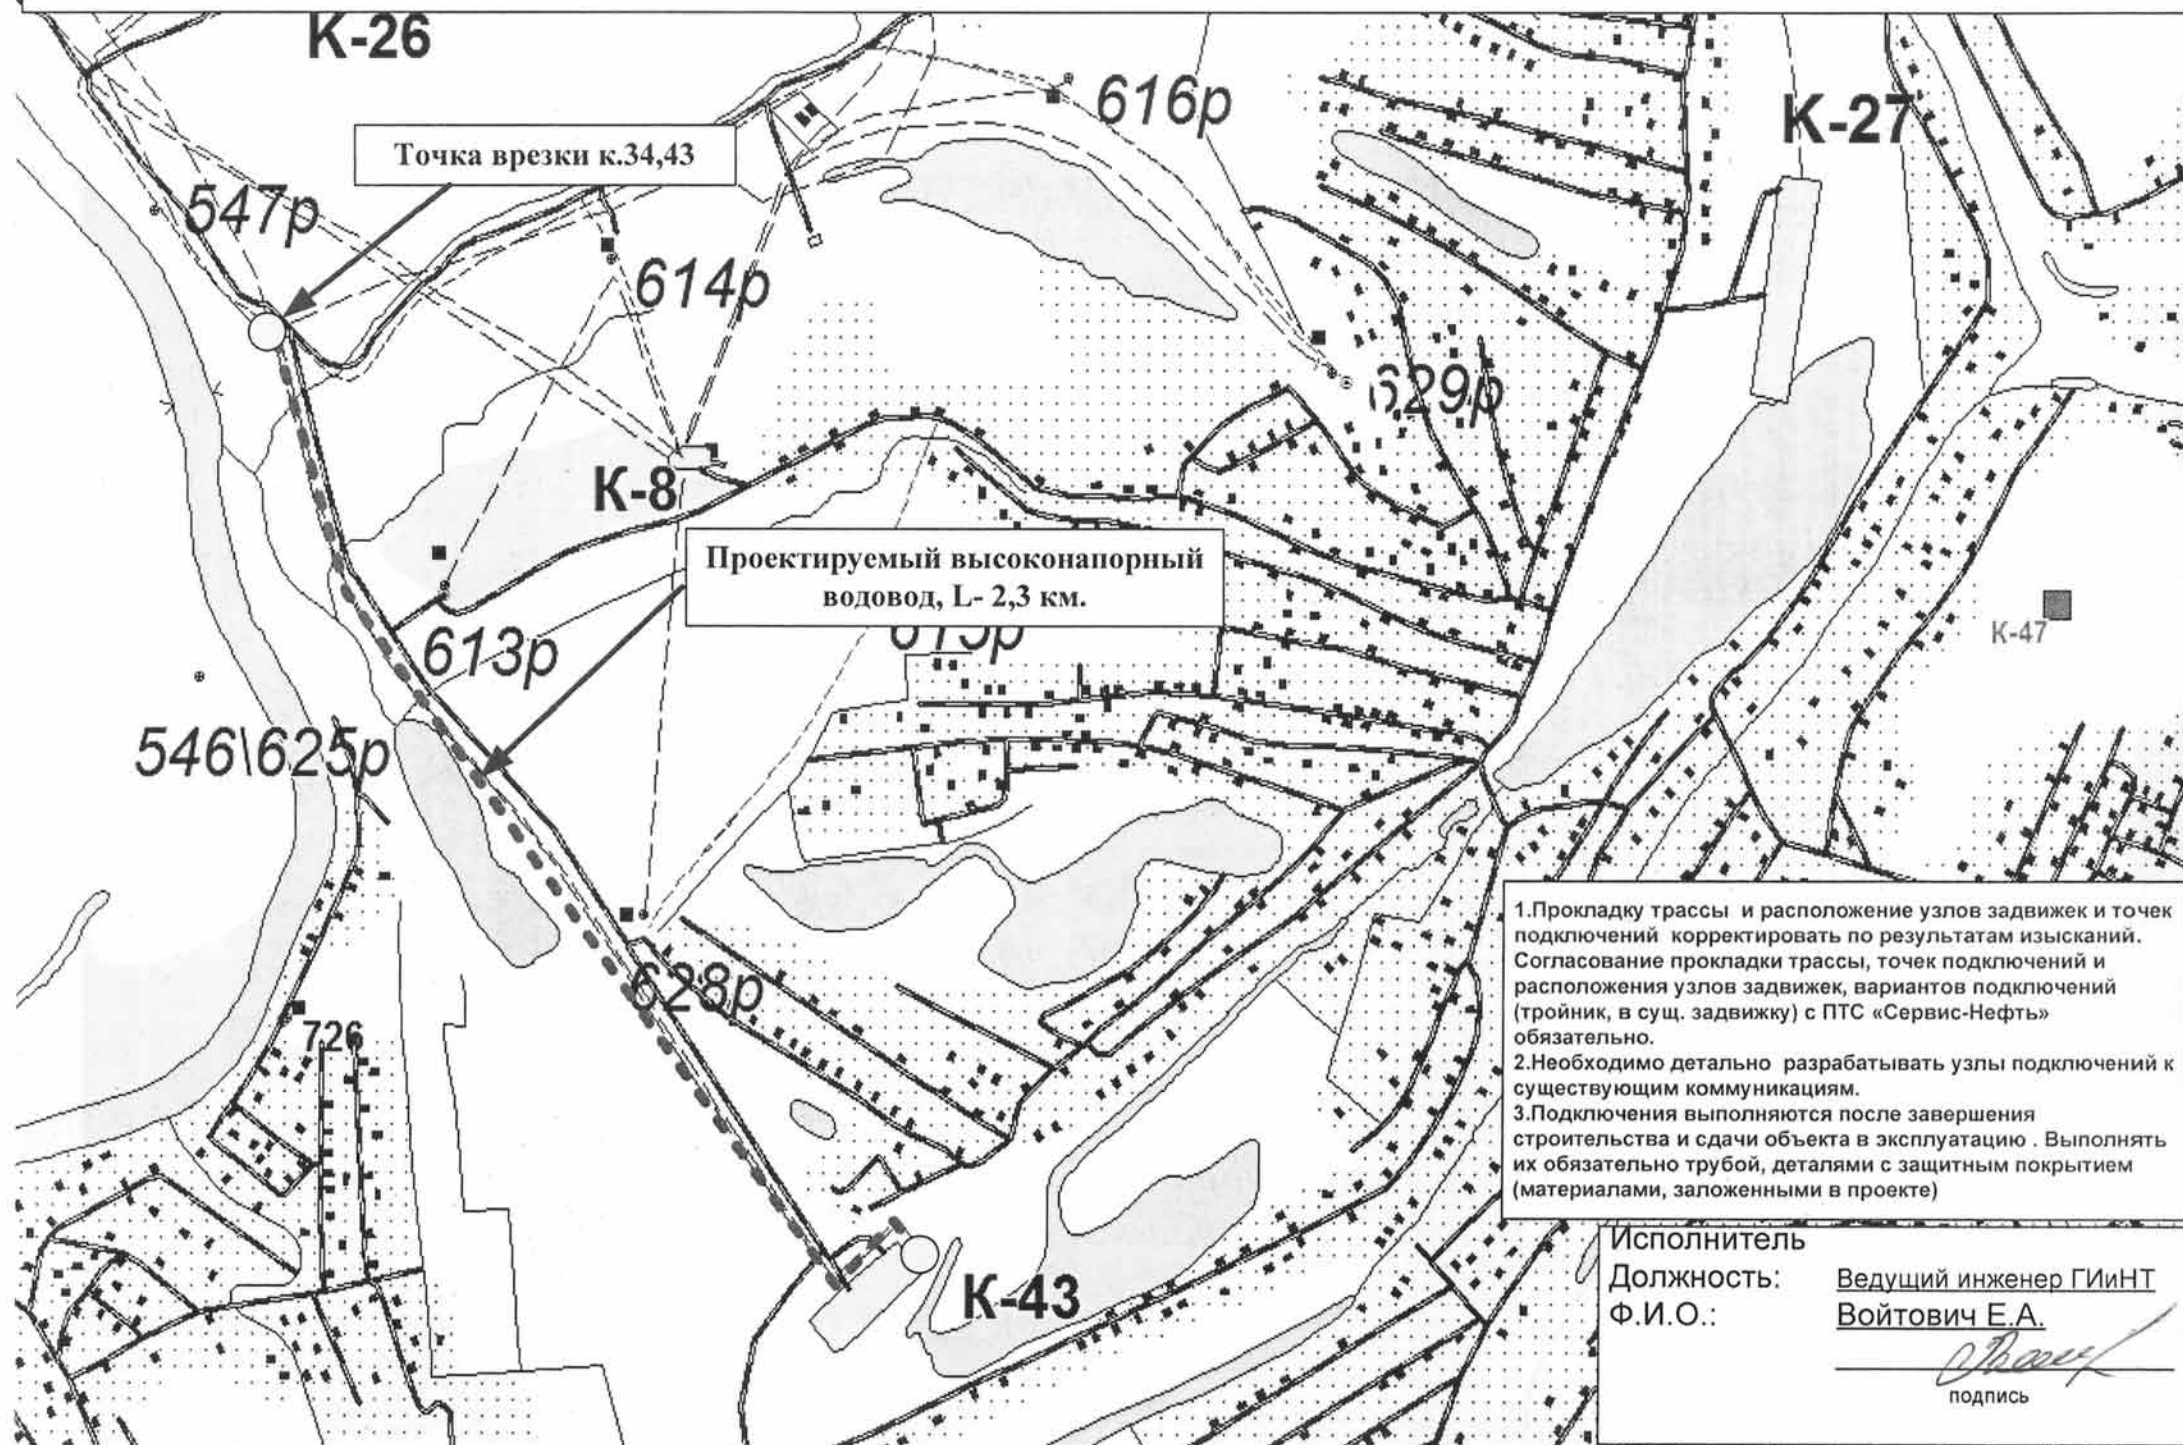 К-26
616р
К-27
Точка врезки к.34,43
547р
614р
629р
К-8
Проектируемый высоконапорный
водовод, L- 2,3 км.
К-47
613р
615р
546\625р
628р
726
1.Прокладку трассы и расположение узлов задвижек и точек
подключений корректировать по результатам изысканий.
Согласование прокладки трассы, точек подключений и
расположения узлов задвижек, вариантов подключений
(тройник, в сущ. задвижку) с ПТС «Сервис-Нефть»
обязательно.
2.Необходимо детально разрабатывать узлы подключений к
существующим коммуникациям.
3.Подключения выполняются после завершения
строительства и сдачи объекта в эксплуатацию . Выполнять
их обязательно трубой, деталями с защитным покрытием
(материалами, заложенными в проекте)
К-43
Исполнитель
Должность: Ведущий инженер ГИиНТ
Ф.И.О.: Войтович Е.А.
подпись